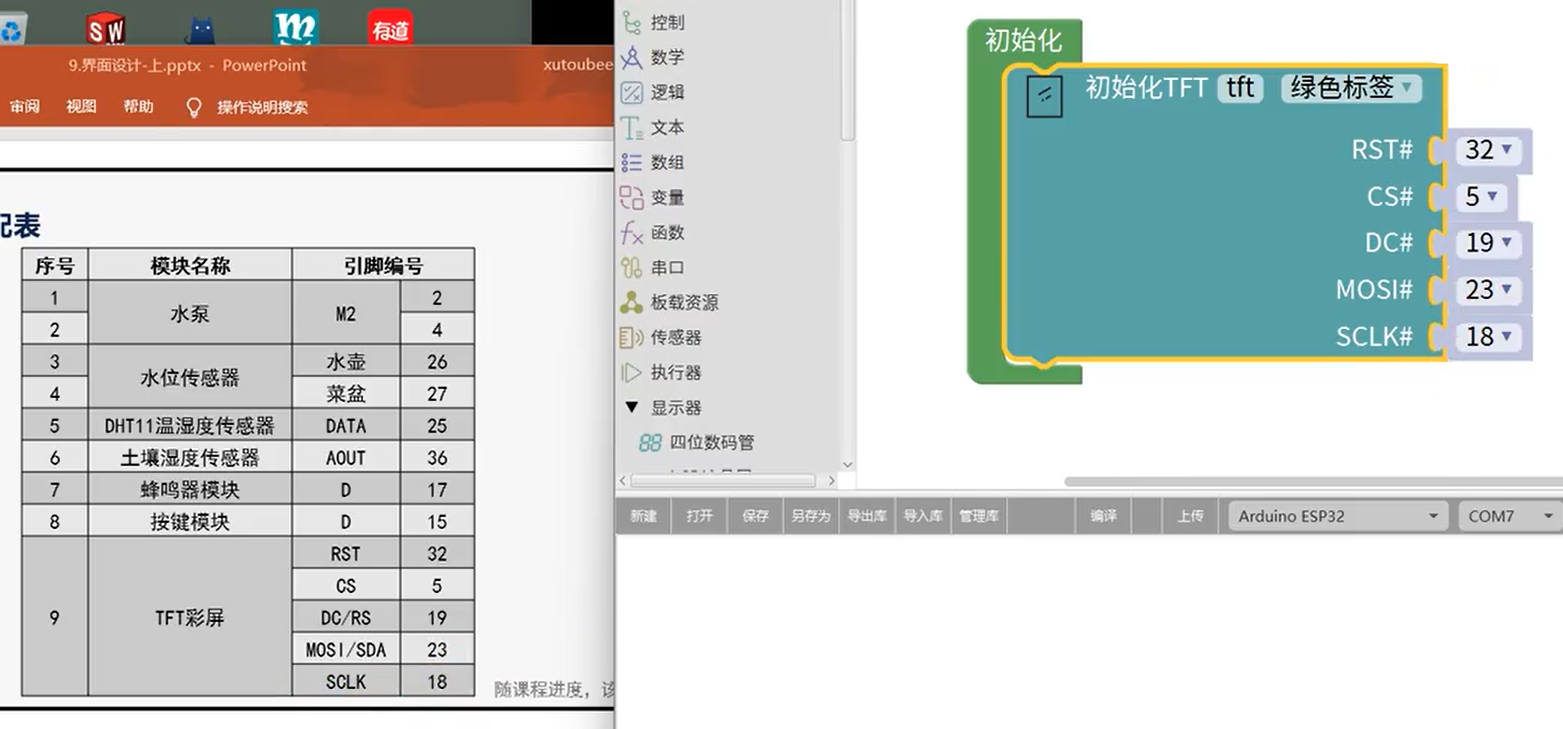 SW
m
有道
9.界面设计-上.pptx - PowerPoint
xutoubee
审阅 视图 帮助 操作说明搜索
配表
序号 模块名称 引脚编号
1 水泵 M2 2
2 4
3 水位传感器 水壶 26
4 菜盆 27
5 DHT11温湿度传感器 DATA 25
6 土壤湿度传感器 AOUT 36
7 蜂鸣器模块 D 17
8 按键模块 D 15
9 TFT彩屏 RST 32
CS 5
DC/RS 19
MOSI/SDA 23
SCLK 18
随课程进度，该
控制
数学
逻辑
文本
数组
变量
函数
串口
板载资源
传感器
执行器
显示器
四位数码管
初始化
初始化TFT tft 绿色标签
RST# 32
CS# 5
DC# 19
MOSI# 23
SCLK# 18
新建 打开 保存 另存为 导出库 导入库 管理库 编译 上传 Arduino ESP32 COM7